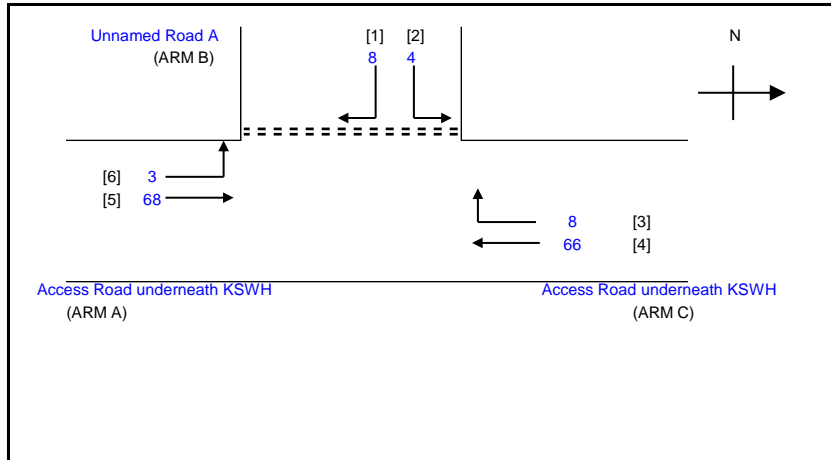 Unnamed Road A [1] [2] N
(ARM B) 8 4
[6] 3
[5] 68
8 [3]
66 [4]
Access Road underneath KSWH Access Road underneath KSWH
(ARM A) (ARM C)